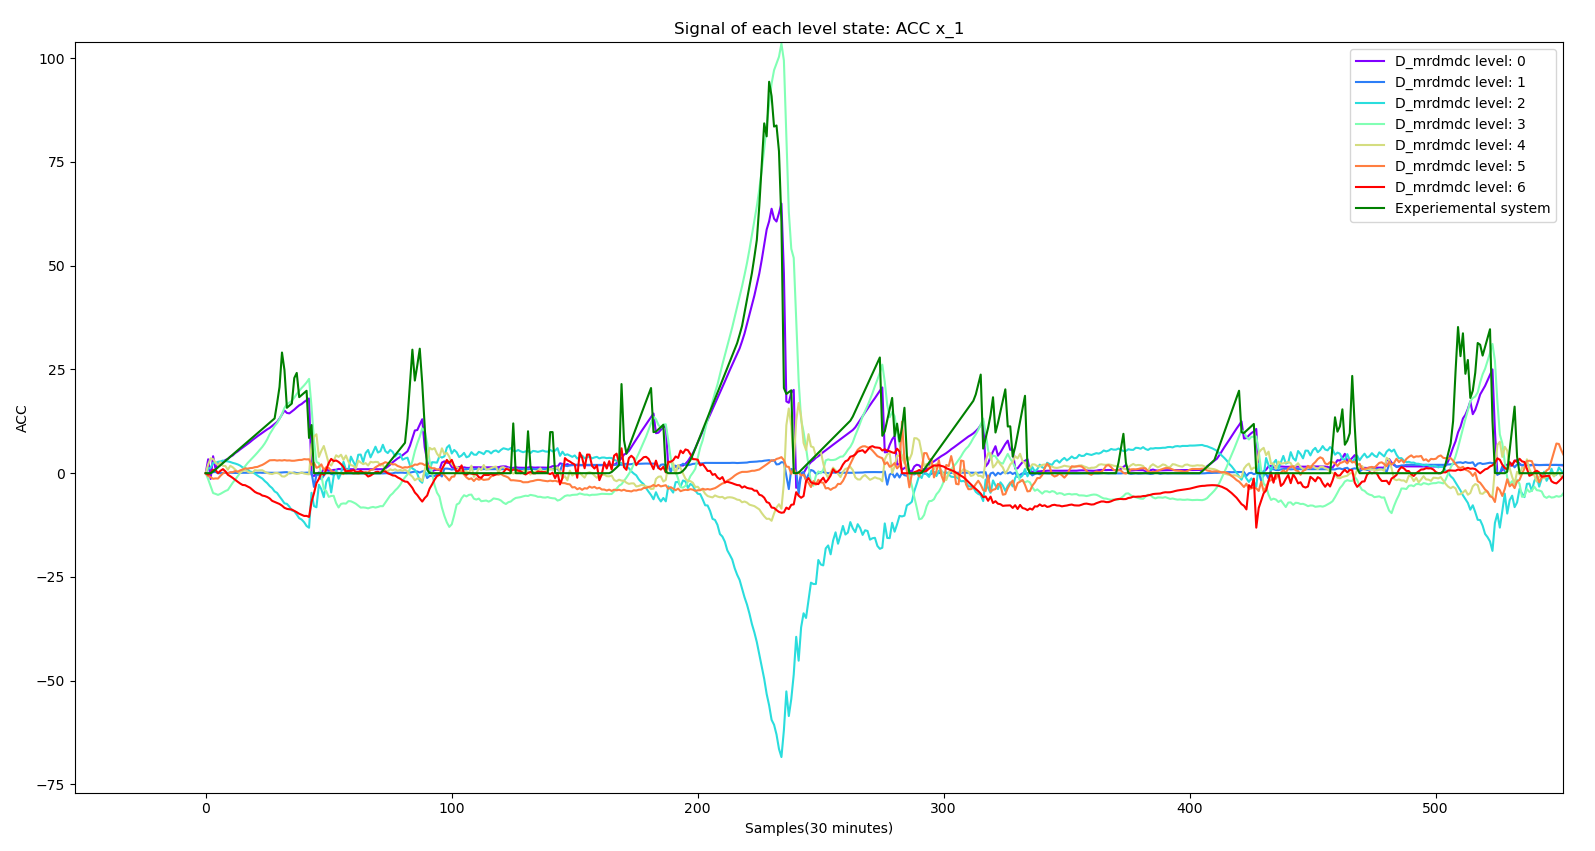 Signal of each level state: ACC x_1
D_mrdmdc level: 0
D_mrdmdc level: 1
D_mrdmdc level: 2
D_mrdmdc level: 3
D_mrdmdc level: 4
D_mrdmdc level: 5
D_mrdmdc level: 6
Experiemental system
100
75
50
25
0
−25
−50
−75
ACC
0 100 200 300 400 500
Samples(30 minutes)